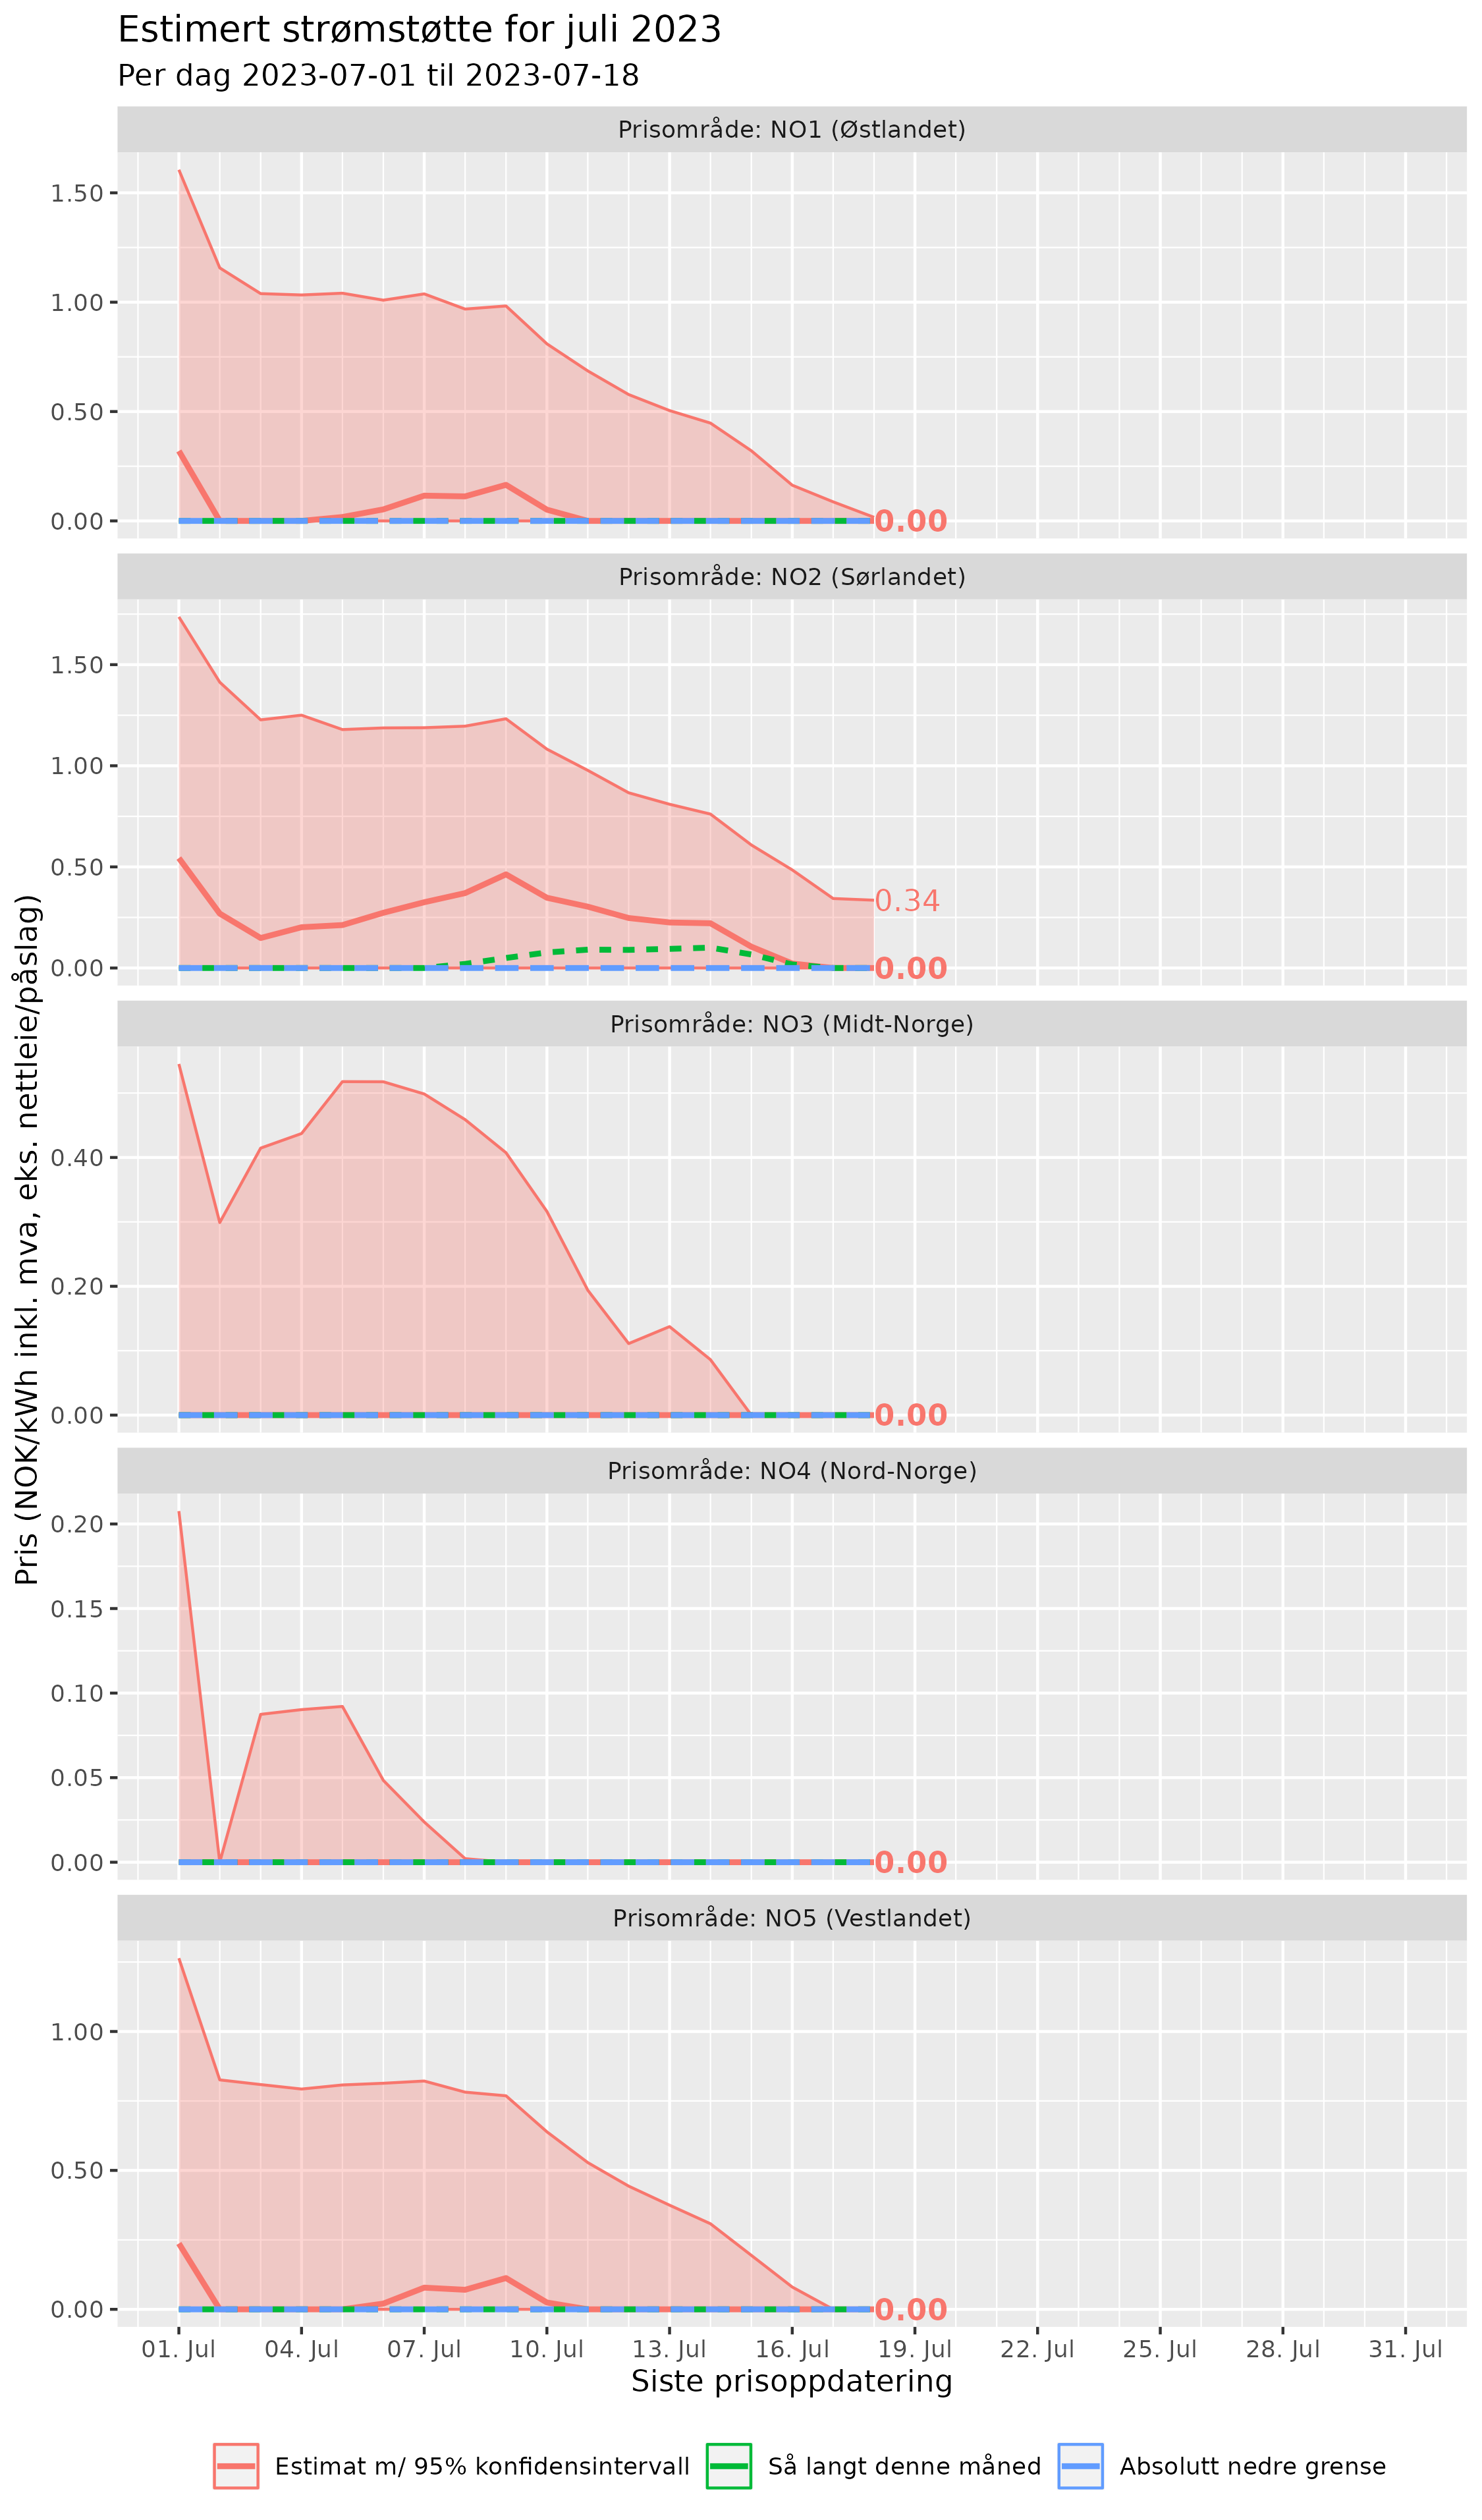 Estimert strømstøtte for juli 2023
Per dag 2023-07-01 til 2023-07-18
Pris (NOK/kWh inkl. mva, eks. nettleie/påslag)
Prisområde: NO1 (Østlandet)
1.50
1.00
0.50
0.00
0.00
Prisområde: NO2 (Sørlandet)
1.50
1.00
0.50
0.34
0.00
0.00
Prisområde: NO3 (Midt-Norge)
0.40
0.20
0.00
0.00
Prisområde: NO4 (Nord-Norge)
0.20
0.15
0.10
0.05
0.00
0.00
Prisområde: NO5 (Vestlandet)
1.00
0.50
0.00
0.00
01. Jul 04. Jul 07. Jul 10. Jul 13. Jul 16. Jul 19. Jul 22. Jul 25. Jul 28. Jul 31. Jul
Siste prisoppdatering
Estimat m/ 95% konfidensintervall Så langt denne måned Absolutt nedre grense